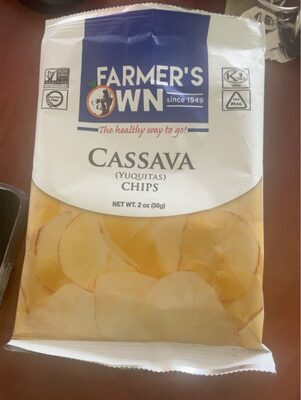 FARMER'S
OWN
since 1949
The healthy way to go!
CASSAVA
(YUQUITAS)
CHIPS
NET WT. 2 oz (56g)